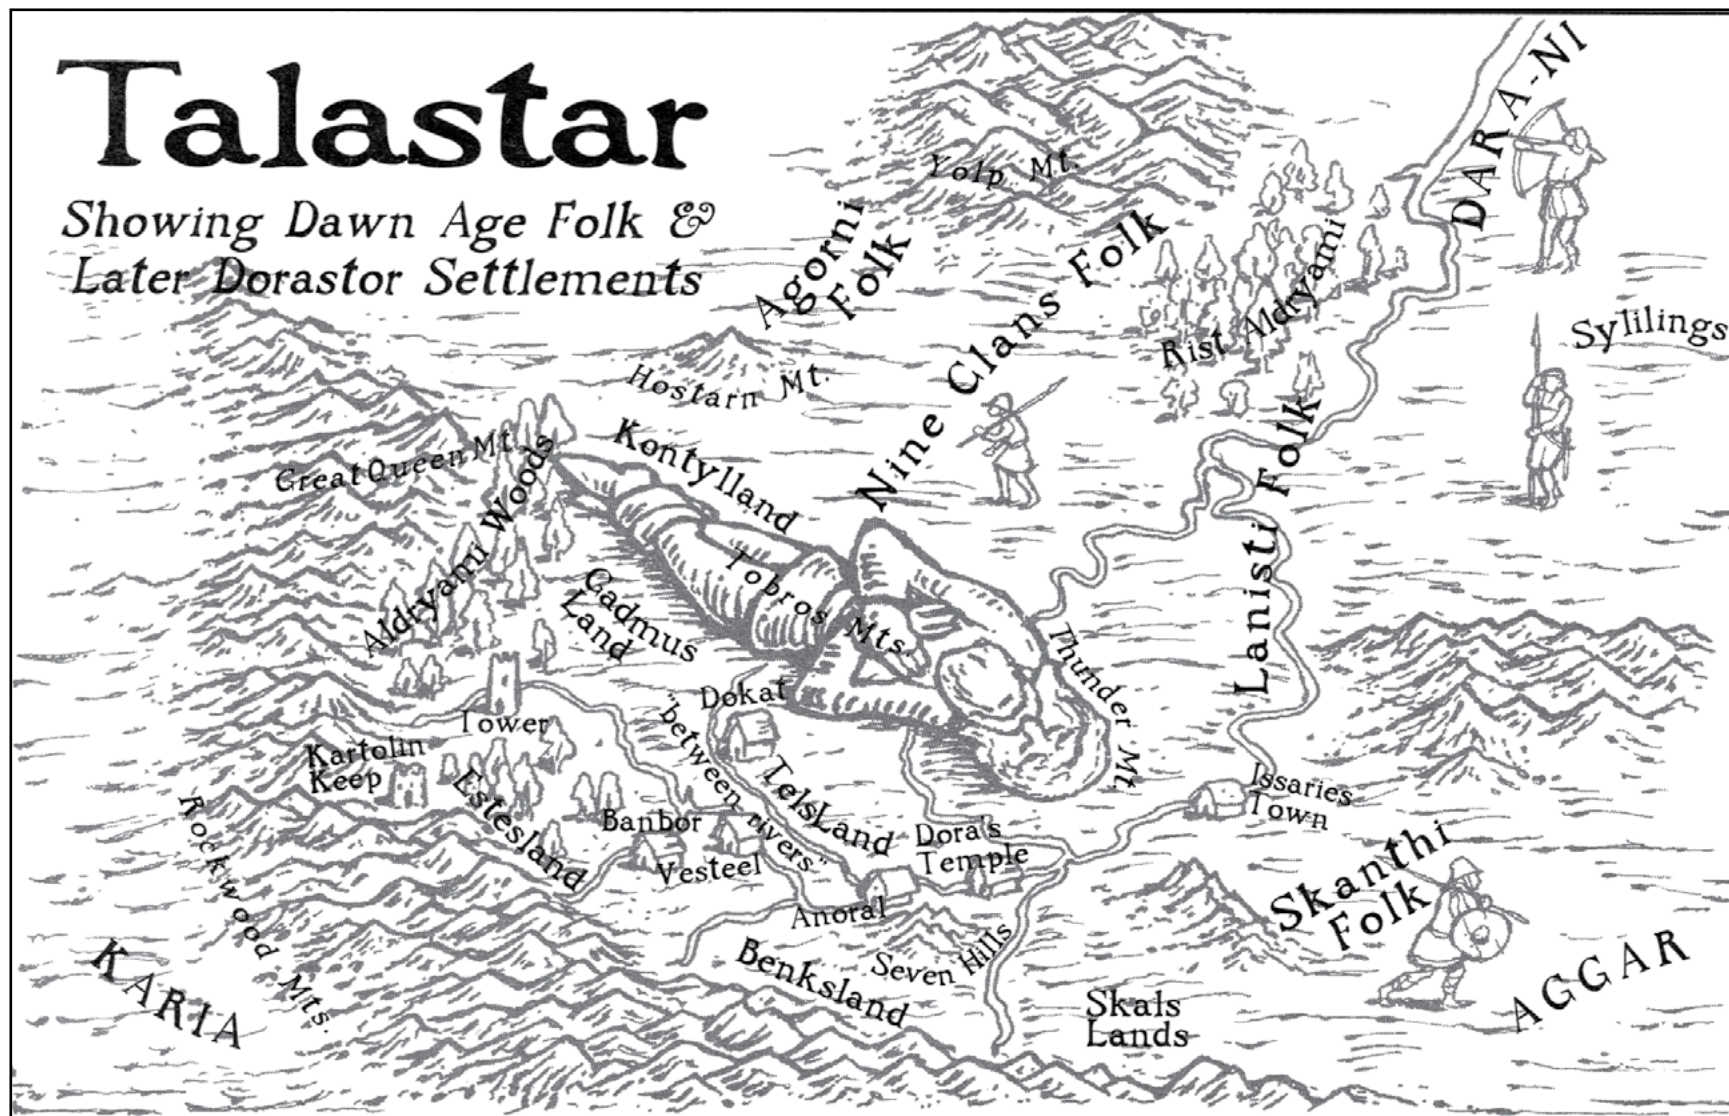 Talastar
Showing Dawn Age Folk &
Later Dorastor Settlements
Yolp Mt.
DARA-NI
Agorni
Folk
Nine Clans Folk
Rist Aldryami
Sylilings
Hostarn Mt.
Great Queen Mt.
Kontylland
Aldryami Woods
Lanisti Folk
Tobros Mts.
Gadmus
Land
Thunder Mt.
Dokat
Tower
"between rivers"
Kartolin
Keep
Estesland
TelsLand
Issaries
Town
Banbor
Vesteel
Dora's
Temple
Rockwood Mts.
Anoral
Skanthi
Folk
Seven Hills
Benksland
KARIA
Skals
Lands
AGGAR